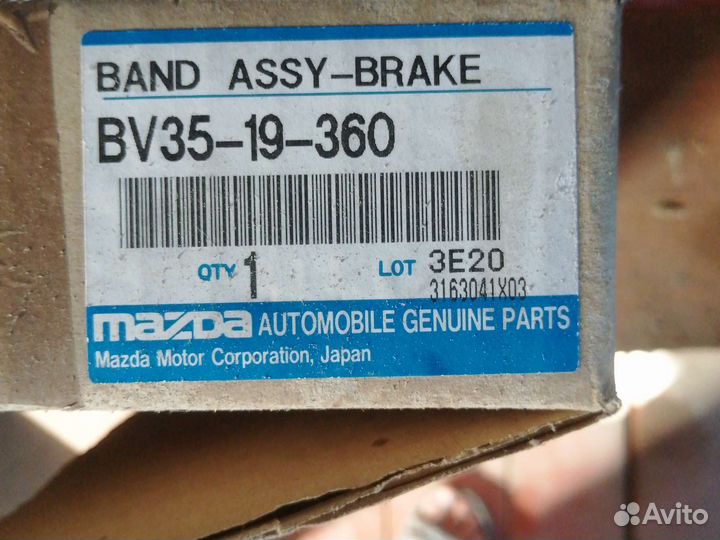 BAND ASSY-BRAKE
BV35-19-360
QTY 1 LOT 3E20
3163041X03
mazda AUTOMOBILE GENUINE PARTS
Mazda Motor Corporation, Japan
Avito